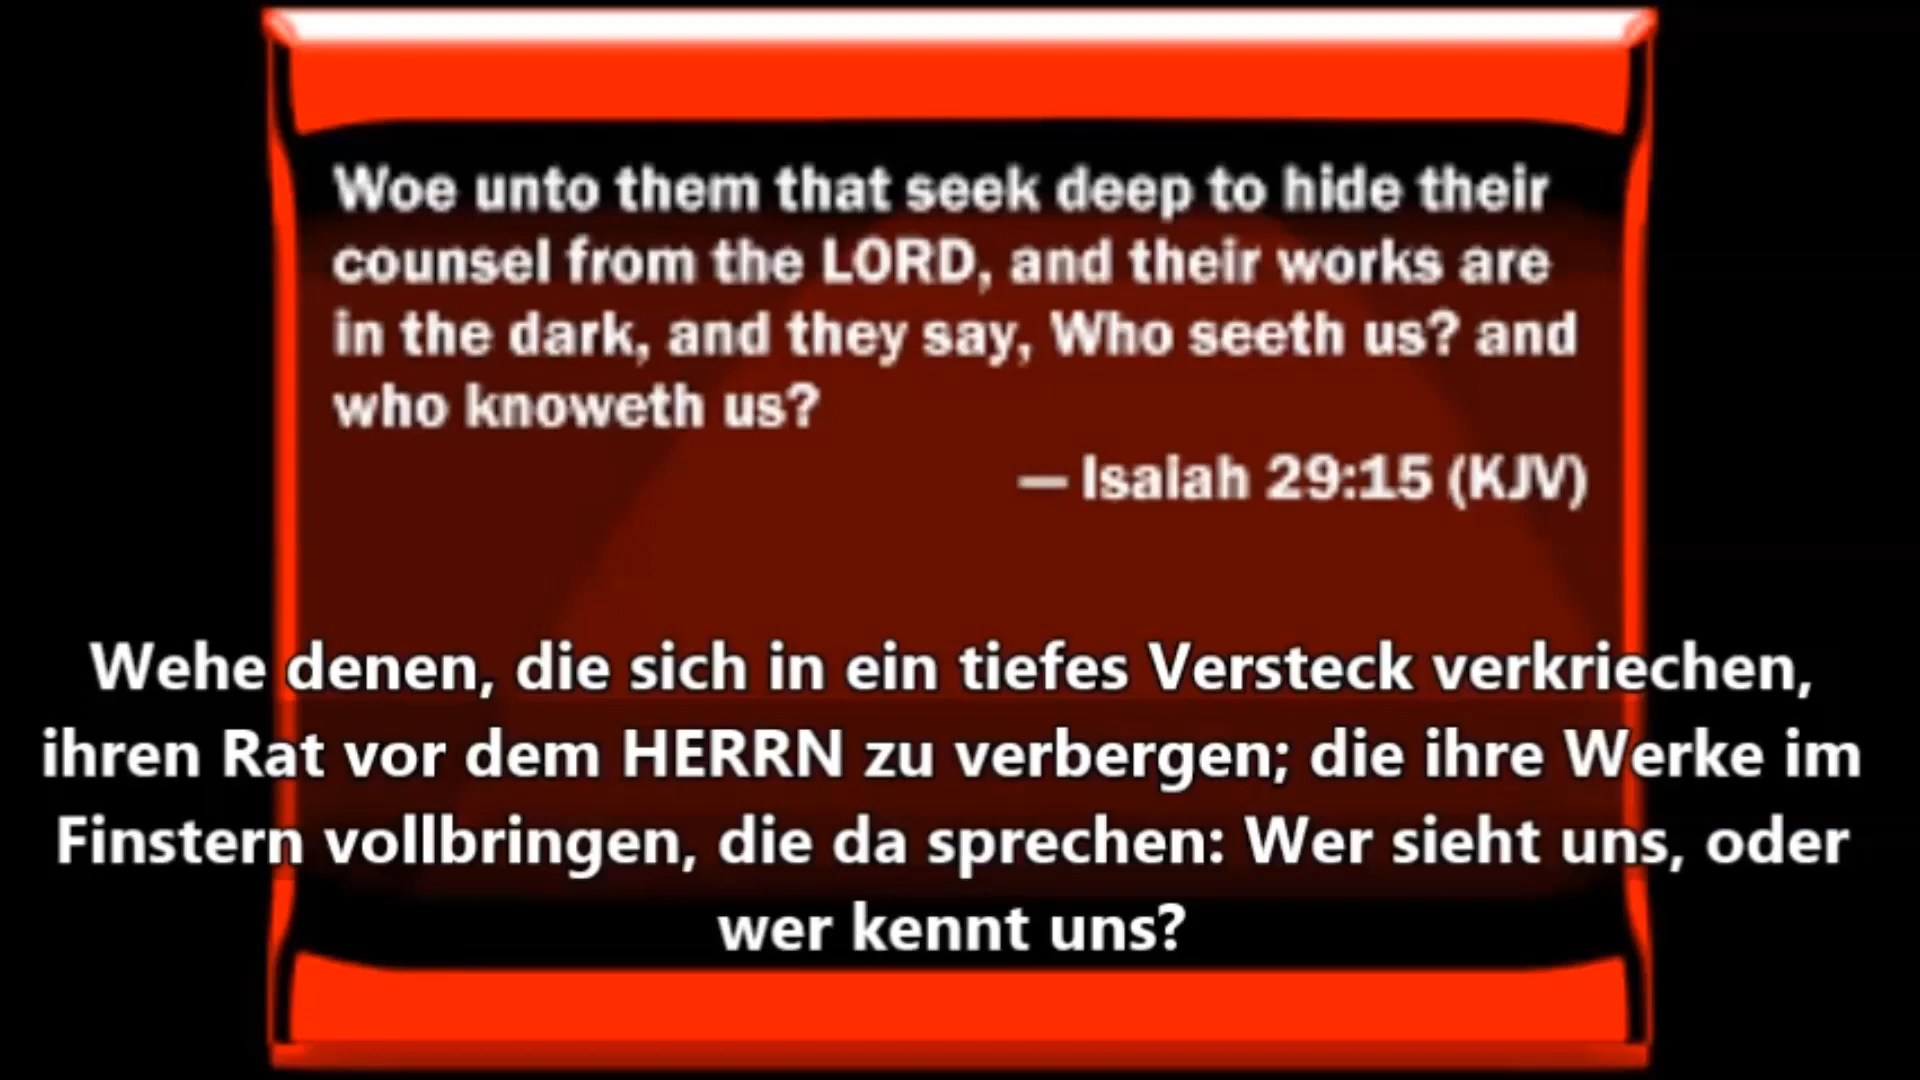 Woe unto them that seek deep to hide their
counsel from the LORD, and their works are
in the dark, and they say, Who seeth us? and
who knoweth us?
— Isaiah 29:15 (KJV)
Wehe denen, die sich in ein tiefes Versteck verkriechen,
ihren Rat vor dem HERRN zu verbergen; die ihre Werke im
Finstern vollbringen, die da sprechen: Wer sieht uns, oder
wer kennt uns?